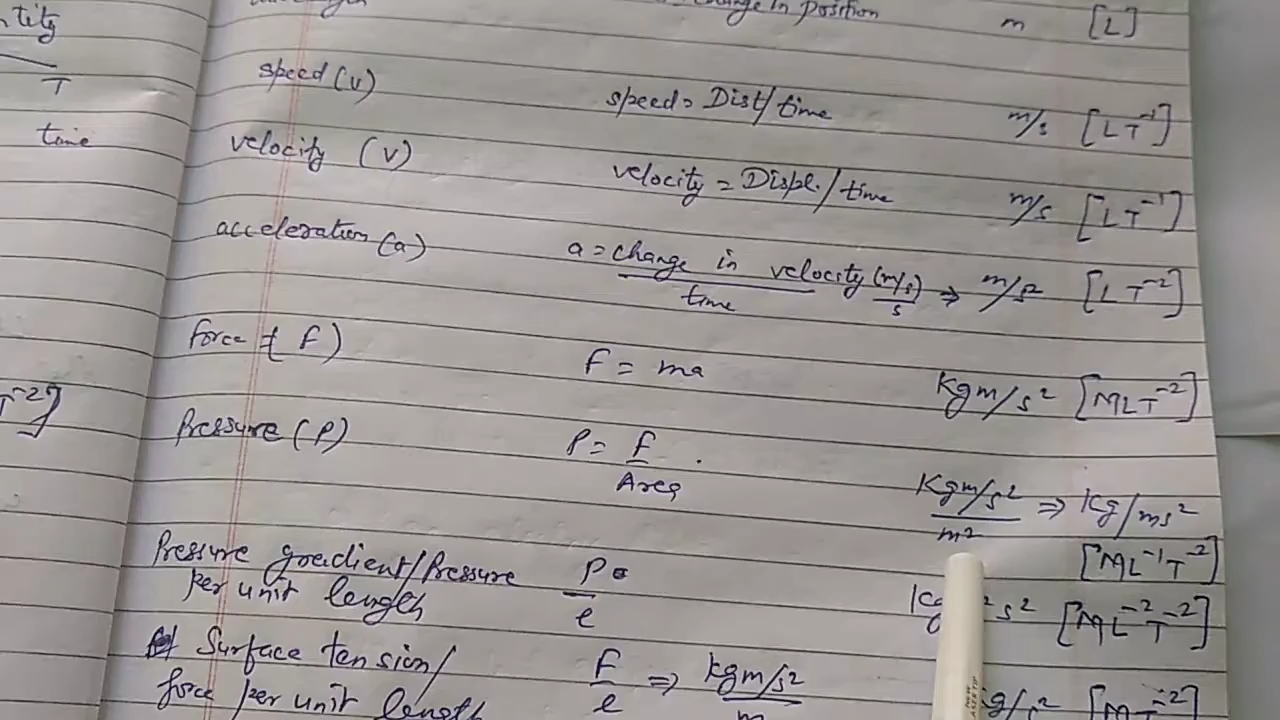 change in position m [L]
T
speed (v) speed = Dist/time m/s [LT⁻¹]
time
velocity (v) velocity = Displ./time m/s [LT⁻¹]
acceleration (a) a = change in velocity (m/s) / time s ⇒ m/s² [LT⁻²]
force (F) F = ma Kgm/s² [MLT⁻²]
T⁻²]
Pressure (P) P = F / Area Kgm/s² / m² ⇒ Kg/ms²
[ML⁻¹T⁻²]
Pressure gredient/Pressure P / l [ML⁻²T⁻²]
per unit length
Surface tension/ F / l ⇒ kgm/s² / m
force per unit length